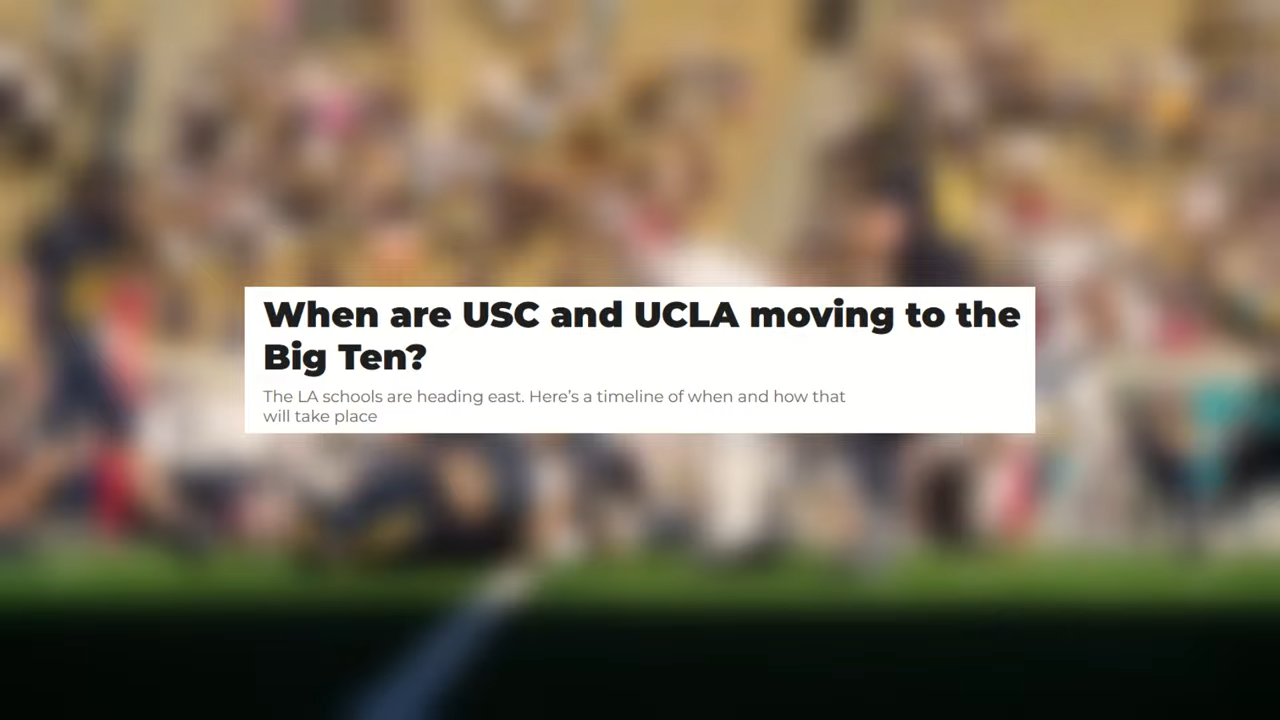 When are USC and UCLA moving to the
Big Ten?
The LA schools are heading east. Here’s a timeline of when and how that
will take place